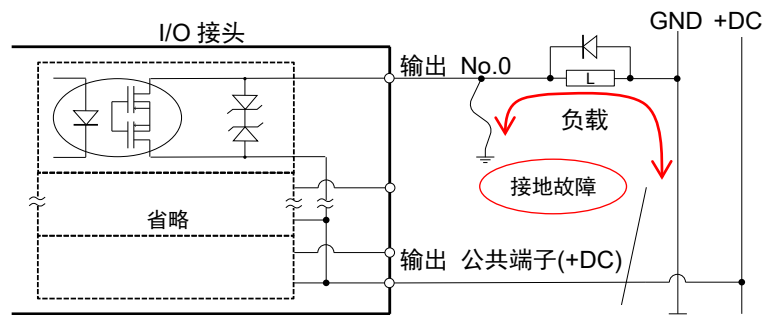 GND +DC
I/O 接头
输出 No.0
L
负载
接地故障
省略
输出 公共端子(+DC)